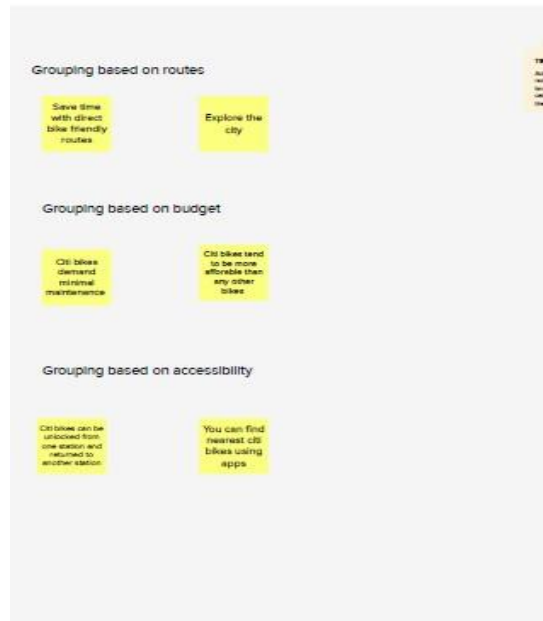 Grouping based on routes
Save time
with direct
bike friendly
routes
Explore the
city
Grouping based on budget
Citi bikes
demand
minimal
maintenance
Citi bikes tend
to be more
afforable than
any other
bikes
Grouping based on accessibility
Citi bikes can be
unlocked from
one station and
returned to
another station
You can find
nearest citi
bikes using
apps